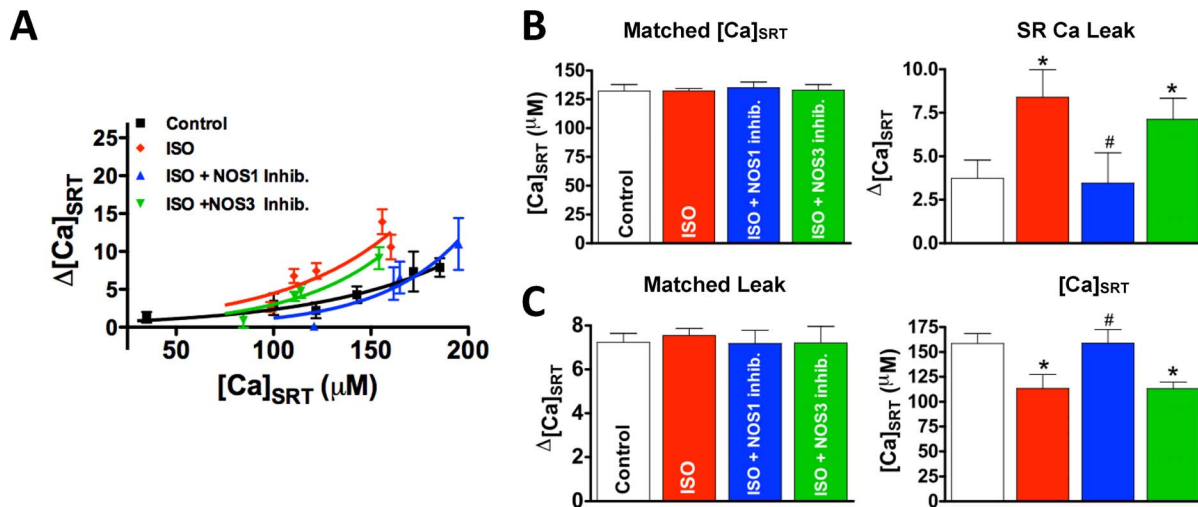 A
Δ[Ca]SRT
25
20
15
10
5
0
Control
ISO
ISO + NOS1 Inhib.
ISO +NOS3 Inhib.
50
100
150
200
[Ca]SRT (μM)
B
Matched [Ca]SRT
[Ca]SRT (μM)
150
125
100
75
50
25
0
Control
ISO
ISO + NOS1 inhib.
ISO + NOS3 inhib.
SR Ca Leak
Δ[Ca]SRT
10.0
7.5
5.0
2.5
0.0
*
#
*
C
Matched Leak
Δ[Ca]SRT
8
6
4
2
0
Control
ISO
ISO + NOS1 inhib.
ISO + NOS3 inhib.
[Ca]SRT
[Ca]SRT (μM)
175
150
125
100
75
50
25
0
*
#
*